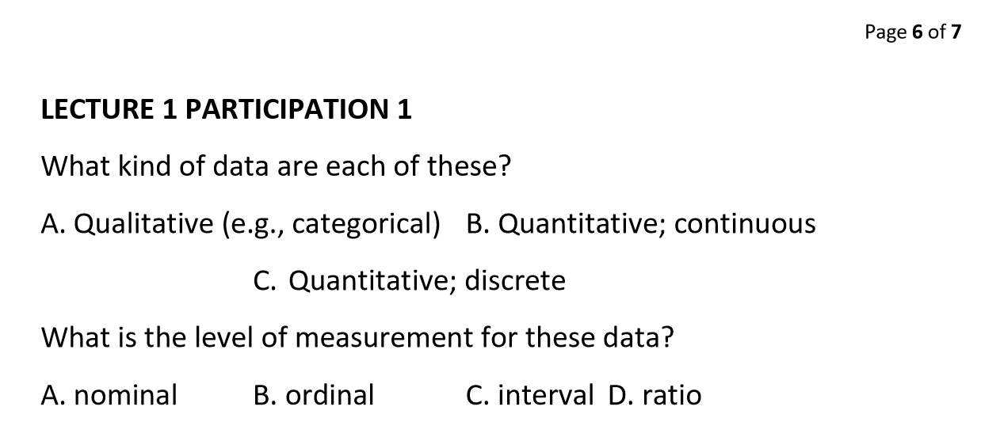 Page 6 of 7
LECTURE 1 PARTICIPATION 1
What kind of data are each of these?
A. Qualitative (e.g., categorical) B. Quantitative; continuous
C. Quantitative; discrete
What is the level of measurement for these data?
A. nominal B. ordinal C. interval D. ratio